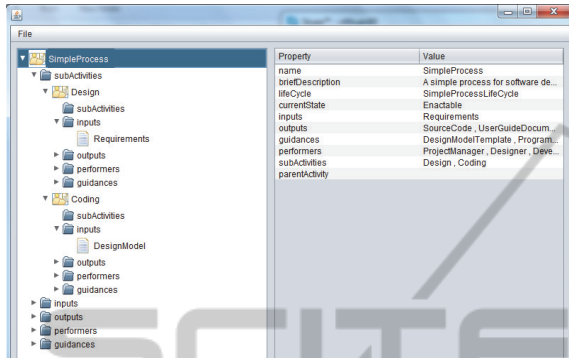 File
SimpleProcess
subActivities
Design
subActivities
inputs
Requirements
outputs
performers
guidances
Coding
subActivities
inputs
DesignModel
outputs
performers
guidances
inputs
outputs
performers
guidances
Property Value
name SimpleProcess
briefDescription A simple process for software de...
lifeCycle SimpleProcessLifeCycle
currentState Enactable
inputs Requirements
outputs SourceCode , UserGuideDocum...
guidances DesignModelTemplate , Program...
performers ProjectManager , Designer , Deve...
subActivities Design , Coding
parentActivity